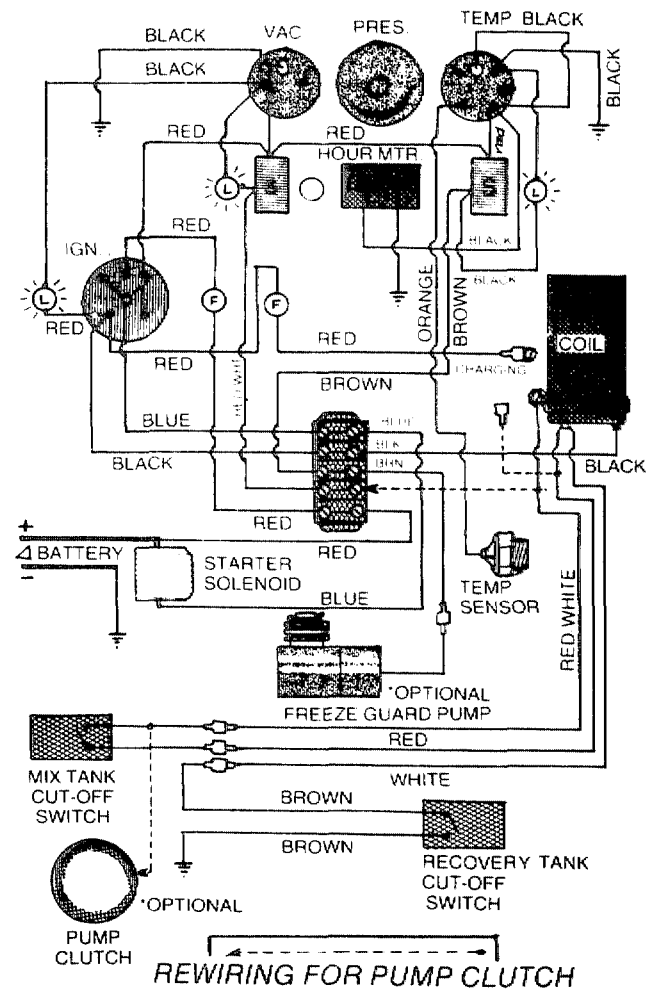 VAC
PRES.
TEMP BLACK
BLACK
BLACK
BLACK
RED
RED
red
HOUR MTR.
L
S
S
L
RED
IGN.
BLACK
BLACK
L
F
F
ORANGE
BROWN
RED
RED
RED
CHARGING
COIL
BROWN
RED/WHT
BLUE
BLUE
BLK
BLACK
BRN
BLACK
RED
+
BATTERY
-
RED
STARTER
SOLENOID
BLUE
TEMP
SENSOR
RED WHITE
*OPTIONAL
FREEZE GUARD PUMP
RED
MIX TANK
CUT-OFF
SWITCH
WHITE
BROWN
BROWN
RECOVERY TANK
CUT-OFF
SWITCH
*OPTIONAL
PUMP
CLUTCH
REWIRING FOR PUMP CLUTCH